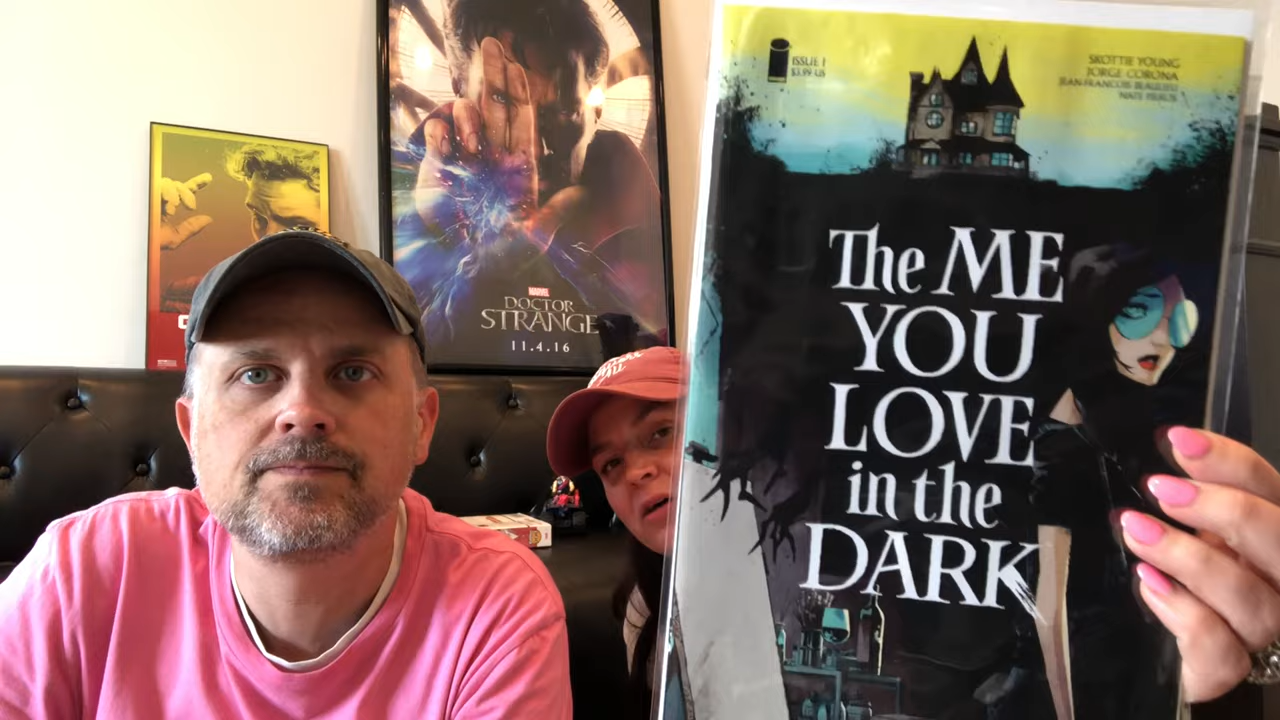 MARVEL
DOCTOR
STRANGE
11.4.16
ISSUE 1
$3.99 US
SKOTTIE YOUNG
JORGE CORONA
JEAN-FRANCOIS BEAULIEU
NATE PIEKOS
The ME
YOU
LOVE
in the
DARK